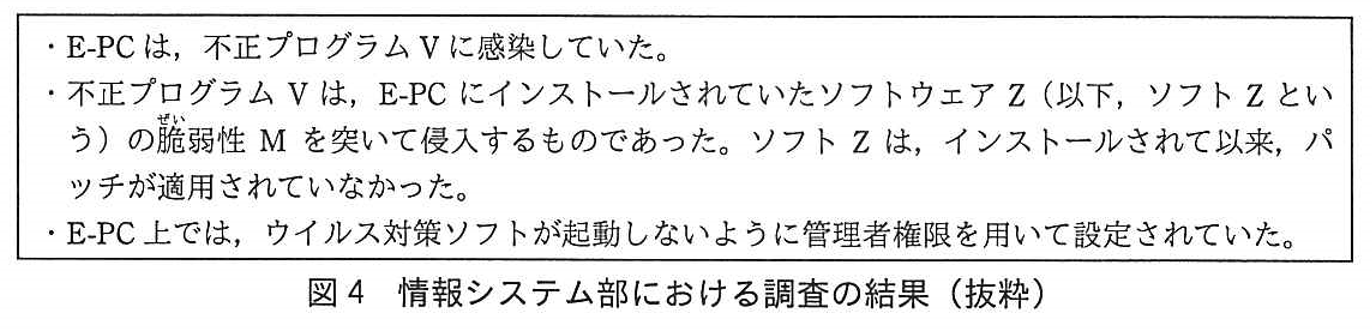 ・E-PCは，不正プログラムVに感染していた。
・不正プログラム V は，E-PC にインストールされていたソフトウェア Z（以下，ソフト Z とい
ぜい
う）の脆弱性 M を突いて侵入するものであった。ソフト Z は，インストールされて以来，パ
ッチが適用されていなかった。
・E-PC上では，ウイルス対策ソフトが起動しないように管理者権限を用いて設定されていた。
図4　情報システム部における調査の結果（抜粋）